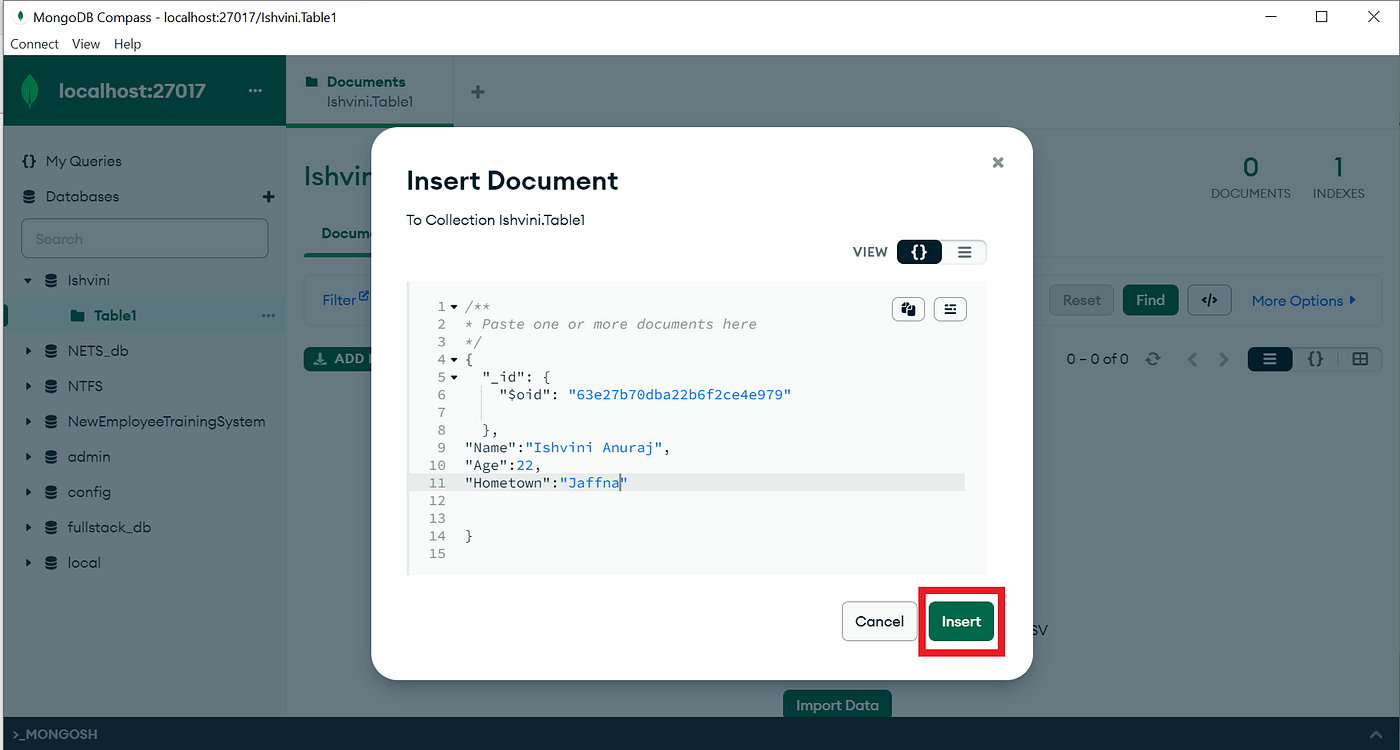 MongoDB Compass - localhost:27017/Ishvini.Table1
Connect View Help
localhost:27017 ...
Documents
Ishvini.Table1
+
{} My Queries
Databases +
Search
Ishvini
Table1 ...
NETS_db
NTFS
NewEmployeeTrainingSystem
admin
config
fullstack_db
local
0 DOCUMENTS
1 INDEXES
Filter
Reset Find </> More Options
ADD
0 – 0 of 0 {}
Insert Document
To Collection Ishvini.Table1
VIEW {}
1 /**
2 * Paste one or more documents here
3 */
4 {
5 "_id": {
6 "$oid": "63e27b70dba22b6f2ce4e979"
7
8 },
9 "Name":"Ishvini Anuraj",
10 "Age":22,
11 "Hometown":"Jaffna"
12
13
14 }
15
Cancel Insert
SV
Import Data
>_MONGOSH